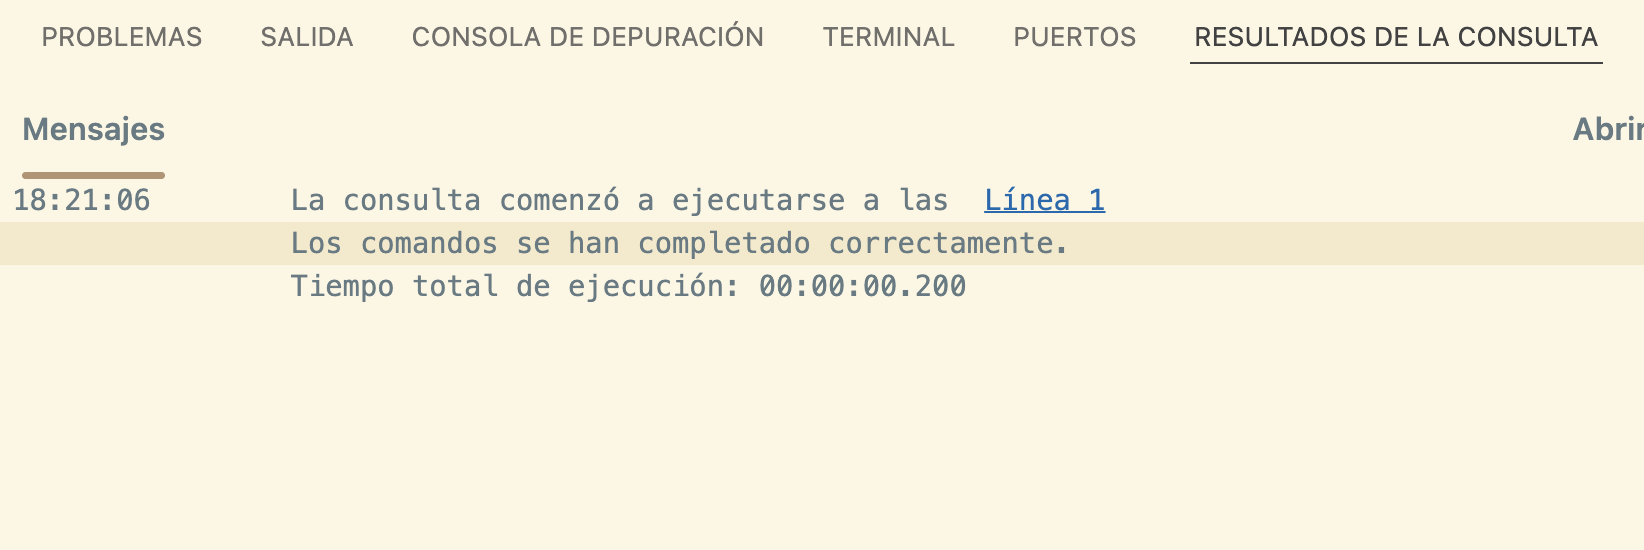 PROBLEMAS SALIDA CONSOLA DE DEPURACIÓN TERMINAL PUERTOS RESULTADOS DE LA CONSULTA
Mensajes Abrir
18:21:06 La consulta comenzó a ejecutarse a las Línea 1
Los comandos se han completado correctamente.
Tiempo total de ejecución: 00:00:00.200